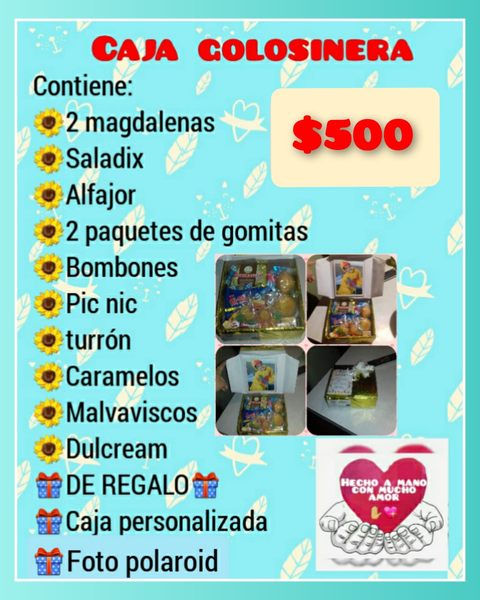 CAJA GOLOSINERA
Contiene:
$500
2 magdalenas
Saladix
Alfajor
2 paquetes de gomitas
Bombones
Pic nic
turrón
Caramelos
Malvaviscos
Dulcream
DE REGALO
Caja personalizada
Foto polaroid
HECHO A MANO
CON MUCHO
AMOR